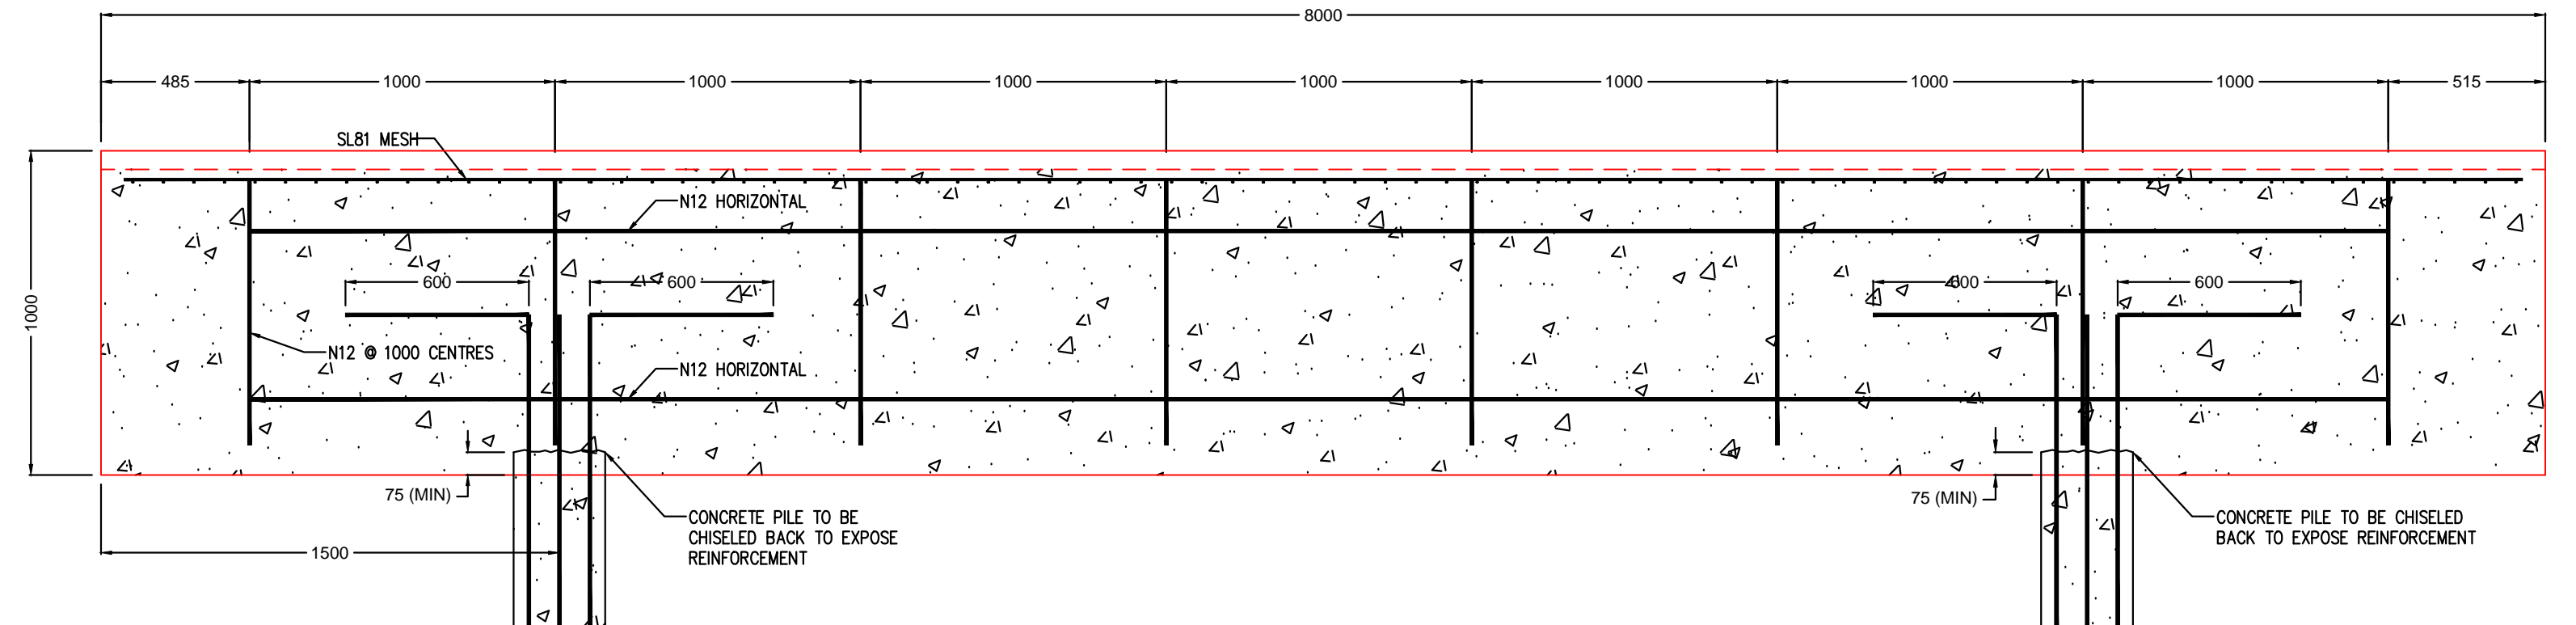 8000
485
1000
1000
1000
1000
1000
1000
1000
515
SL81 MESH
N12 HORIZONTAL
600
600
600
600
1000
N12 @ 1000 CENTRES
N12 HORIZONTAL
75 (MIN)
75 (MIN)
CONCRETE PILE TO BE
CHISELED BACK TO EXPOSE
REINFORCEMENT
CONCRETE PILE TO BE CHISELED
BACK TO EXPOSE REINFORCEMENT
1500